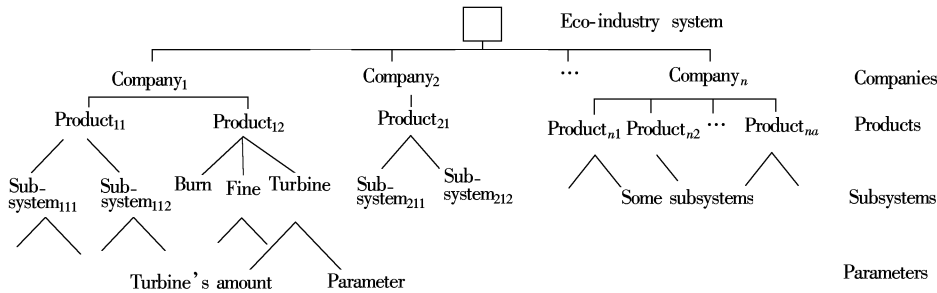 Eco-industry system
Company₁ Company₂ ··· Companyₙ Companies
Product₁₁ Product₁₂ Product₂₁ Productₙ₁ Productₙ₂ ··· Productₙₐ Products
Burn Fine Turbine
Sub-
system₁₁₁
Sub-
system₁₁₂
Sub-
system₂₁₁
Sub-
system₂₁₂
Some subsystems Subsystems
Turbine's amount Parameter Parameters